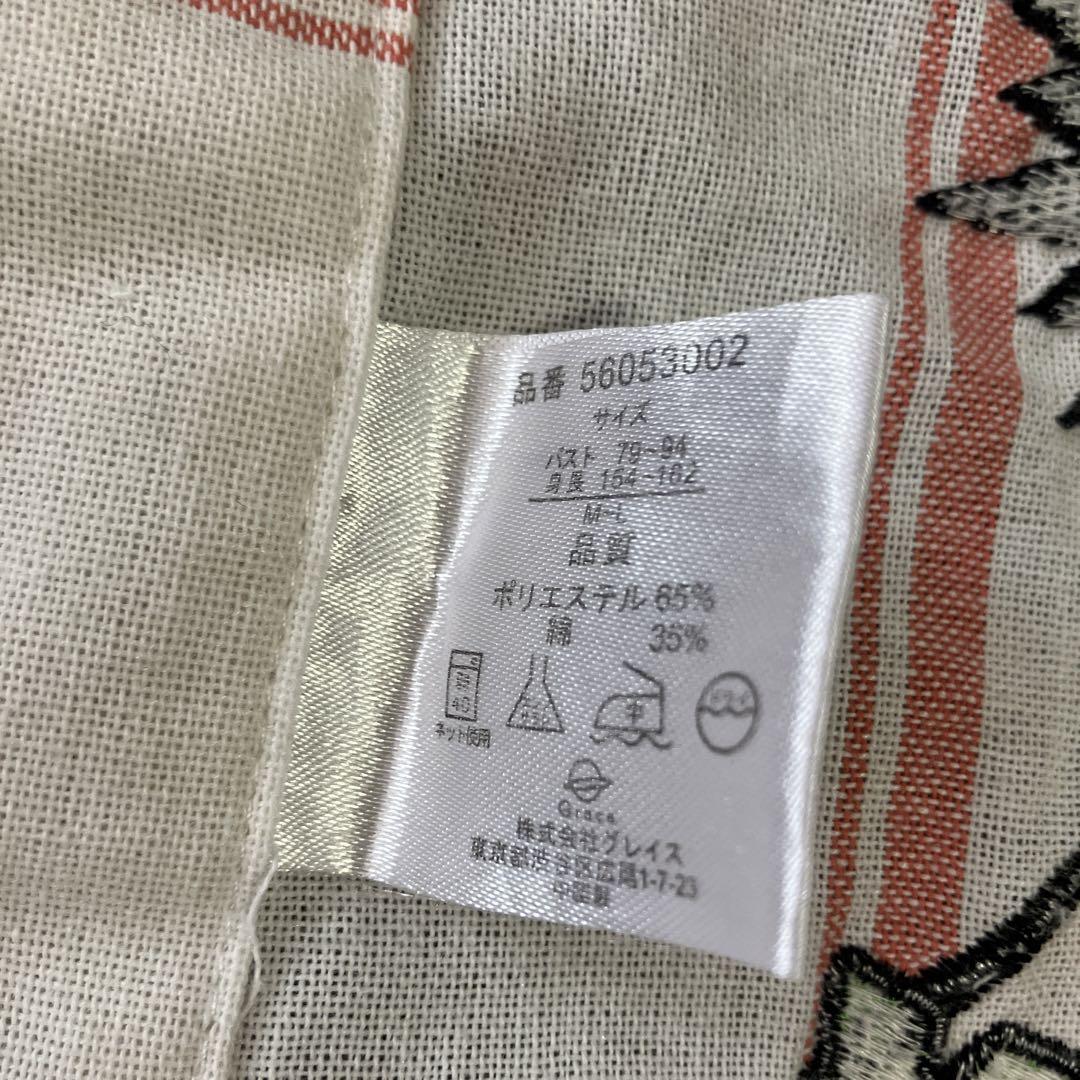 品番 56053002
サイズ
バスト 79~94
身長 154~162
M~L
品質
ポリエステル 65%
綿 35%
40
ネット使用
Grace
株式会社グレイス
東京都渋谷区広尾1-7-23
中国製